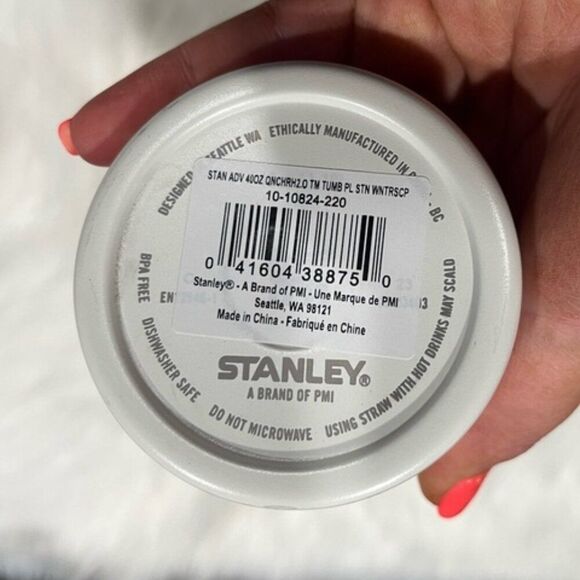 DESIGNED SEATTLE WA ETHICALLY MANUFACTURED IN
BC
STAN ADV 40OZ QNCHRH2.O TM TUMB PL STN WNTRSCP
10-10824-220
0 41604 38875 0
Stanley® - A Brand of PMI - Une Marque de PMI
Seattle, WA 98121
Made in China - Fabriqué en Chine
STANLEY®
A BRAND OF PMI
BPA FREE DISHWASHER SAFE DO NOT MICROWAVE USING STRAW WITH HOT DRINKS MAY SCALD